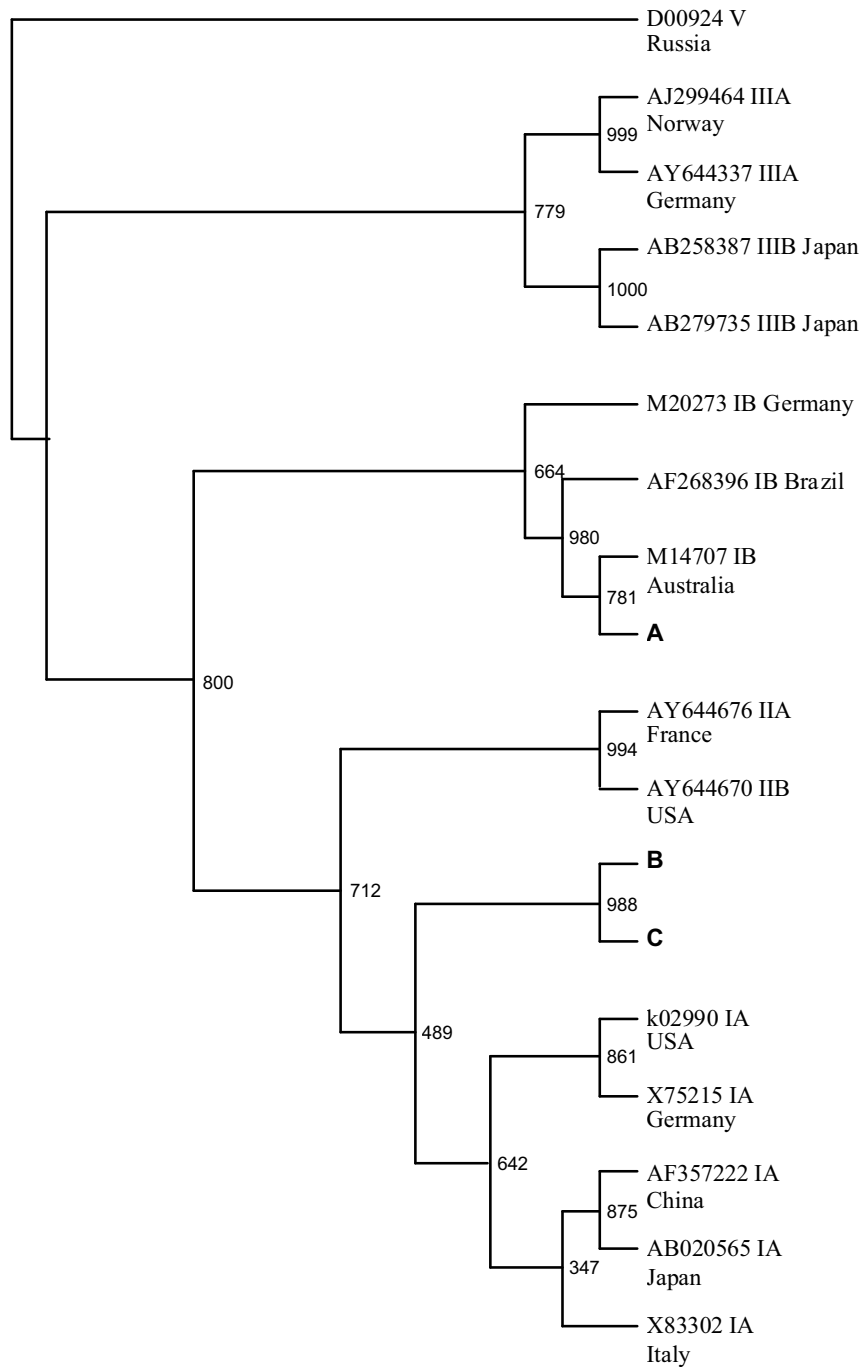 D00924 V
Russia
AJ299464 IIIA
Norway
999
AY644337 IIIA
Germany
779
AB258387 IIIB Japan
1000
AB279735 IIIB Japan
M20273 IB Germany
664
AF268396 IB Brazil
980
M14707 IB
Australia
781
A
800
AY644676 IIA
France
994
AY644670 IIB
USA
B
712
988
C
k02990 IA
USA
489
861
X75215 IA
Germany
642
AF357222 IA
China
875
AB020565 IA
Japan
347
X83302 IA
Italy